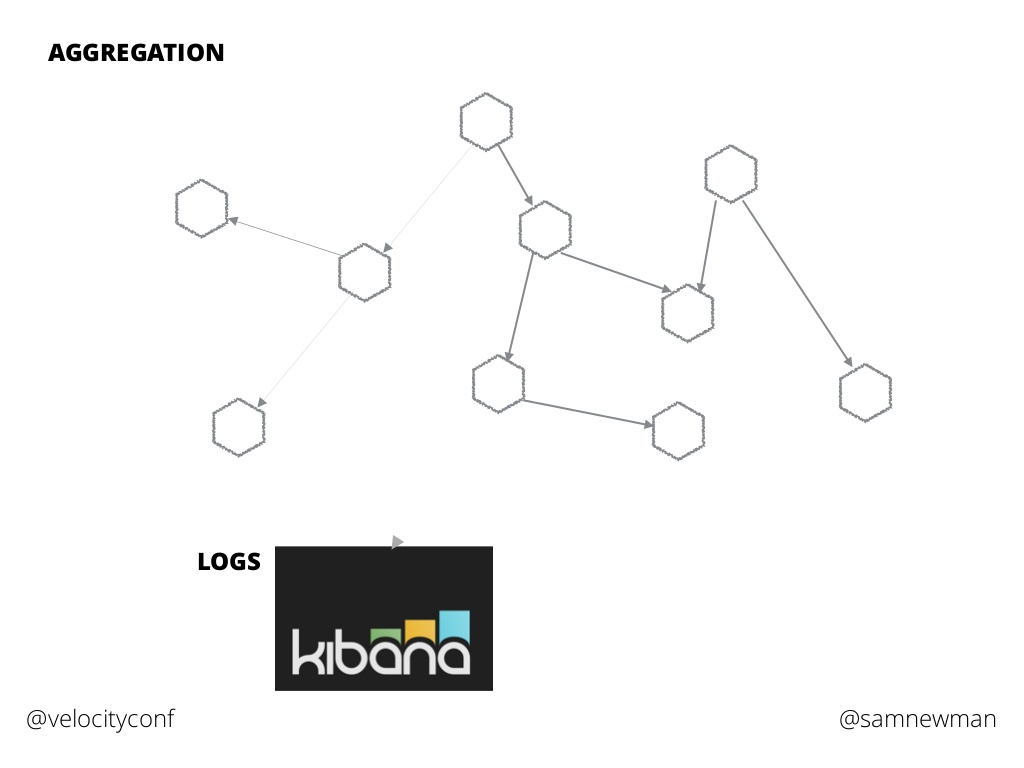 AGGREGATION
LOGS
kibana
@velocityconf
@samnewman